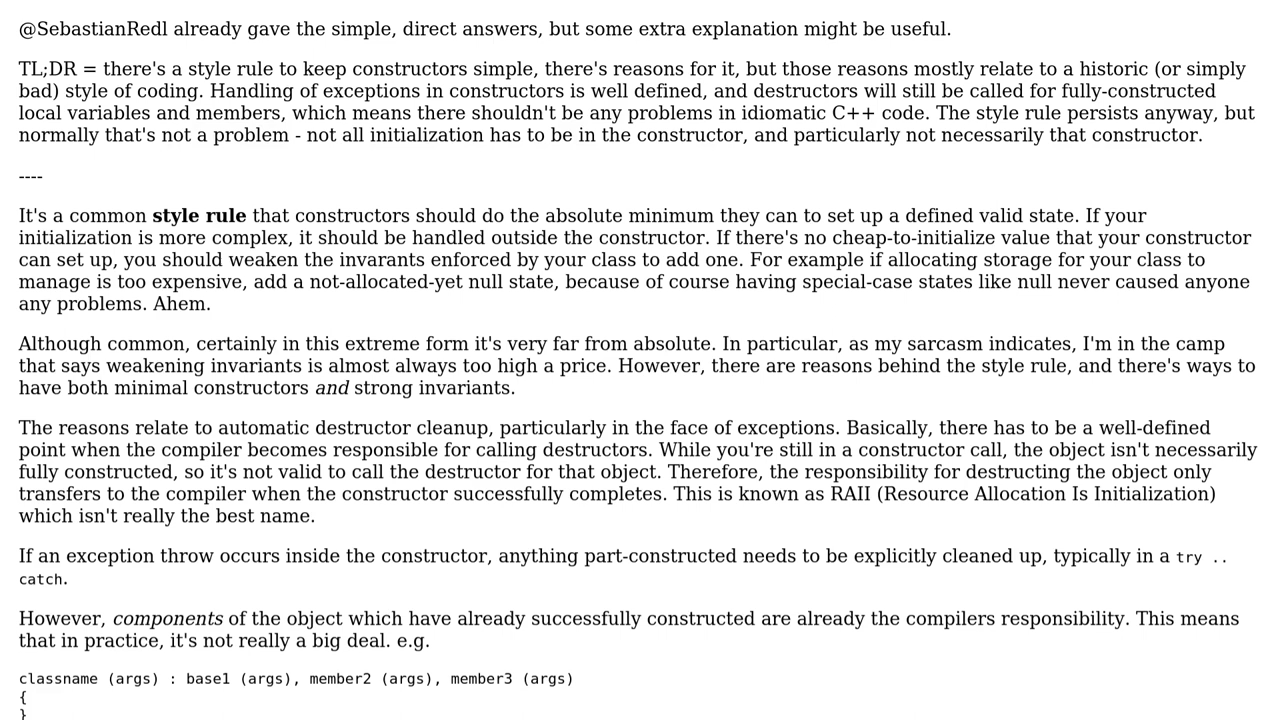 @SebastianRedl already gave the simple, direct answers, but some extra explanation might be useful.
TL;DR = there's a style rule to keep constructors simple, there's reasons for it, but those reasons mostly relate to a historic (or simply
bad) style of coding. Handling of exceptions in constructors is well defined, and destructors will still be called for fully-constructed
local variables and members, which means there shouldn't be any problems in idiomatic C++ code. The style rule persists anyway, but
normally that's not a problem - not all initialization has to be in the constructor, and particularly not necessarily that constructor.
----
It's a common style rule that constructors should do the absolute minimum they can to set up a defined valid state. If your
initialization is more complex, it should be handled outside the constructor. If there's no cheap-to-initialize value that your constructor
can set up, you should weaken the invarants enforced by your class to add one. For example if allocating storage for your class to
manage is too expensive, add a not-allocated-yet null state, because of course having special-case states like null never caused anyone
any problems. Ahem.
Although common, certainly in this extreme form it's very far from absolute. In particular, as my sarcasm indicates, I'm in the camp
that says weakening invariants is almost always too high a price. However, there are reasons behind the style rule, and there's ways to
have both minimal constructors and strong invariants.
The reasons relate to automatic destructor cleanup, particularly in the face of exceptions. Basically, there has to be a well-defined
point when the compiler becomes responsible for calling destructors. While you're still in a constructor call, the object isn't necessarily
fully constructed, so it's not valid to call the destructor for that object. Therefore, the responsibility for destructing the object only
transfers to the compiler when the constructor successfully completes. This is known as RAII (Resource Allocation Is Initialization)
which isn't really the best name.
If an exception throw occurs inside the constructor, anything part-constructed needs to be explicitly cleaned up, typically in a try ..
catch.
However, components of the object which have already successfully constructed are already the compilers responsibility. This means
that in practice, it's not really a big deal. e.g.
classname (args) : base1 (args), member2 (args), member3 (args)
{
}